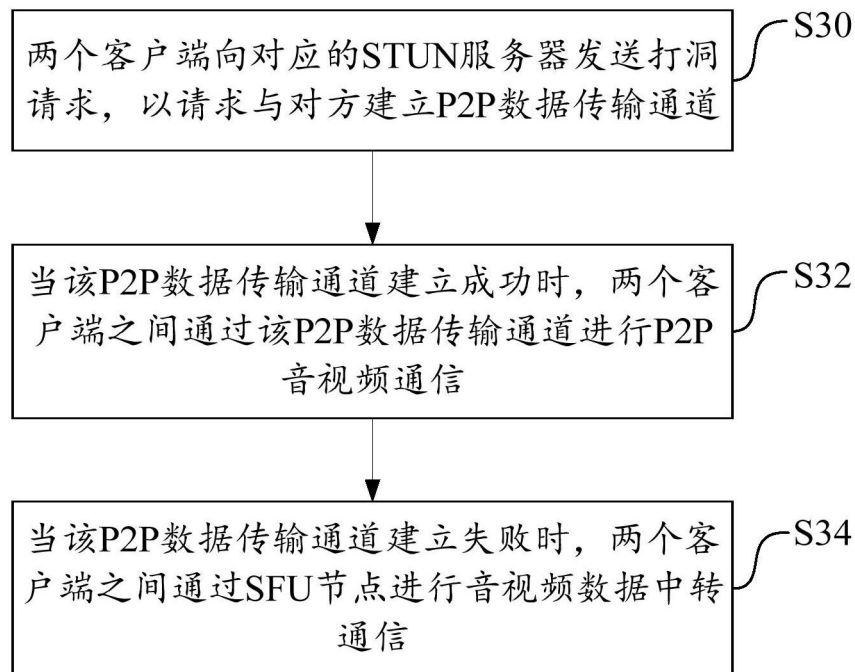 两个客户端向对应的STUN服务器发送打洞
请求，以请求与对方建立P2P数据传输通道
S30
当该P2P数据传输通道建立成功时，两个客
户端之间通过该P2P数据传输通道进行P2P
音视频通信
S32
当该P2P数据传输通道建立失败时，两个客
户端之间通过SFU节点进行音视频数据中转
通信
S34